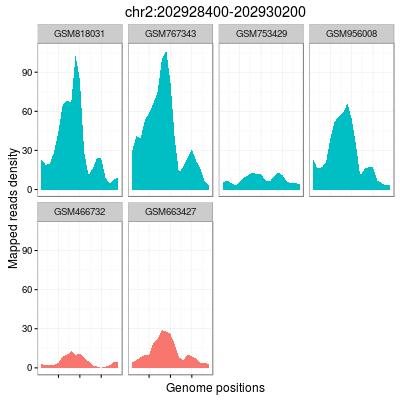 chr2:202928400-202930200
GSM818031 GSM767343 GSM753429 GSM956008
90
60
30
0
GSM466732 GSM663427
90
60
30
0
Mapped reads density
Genome positions